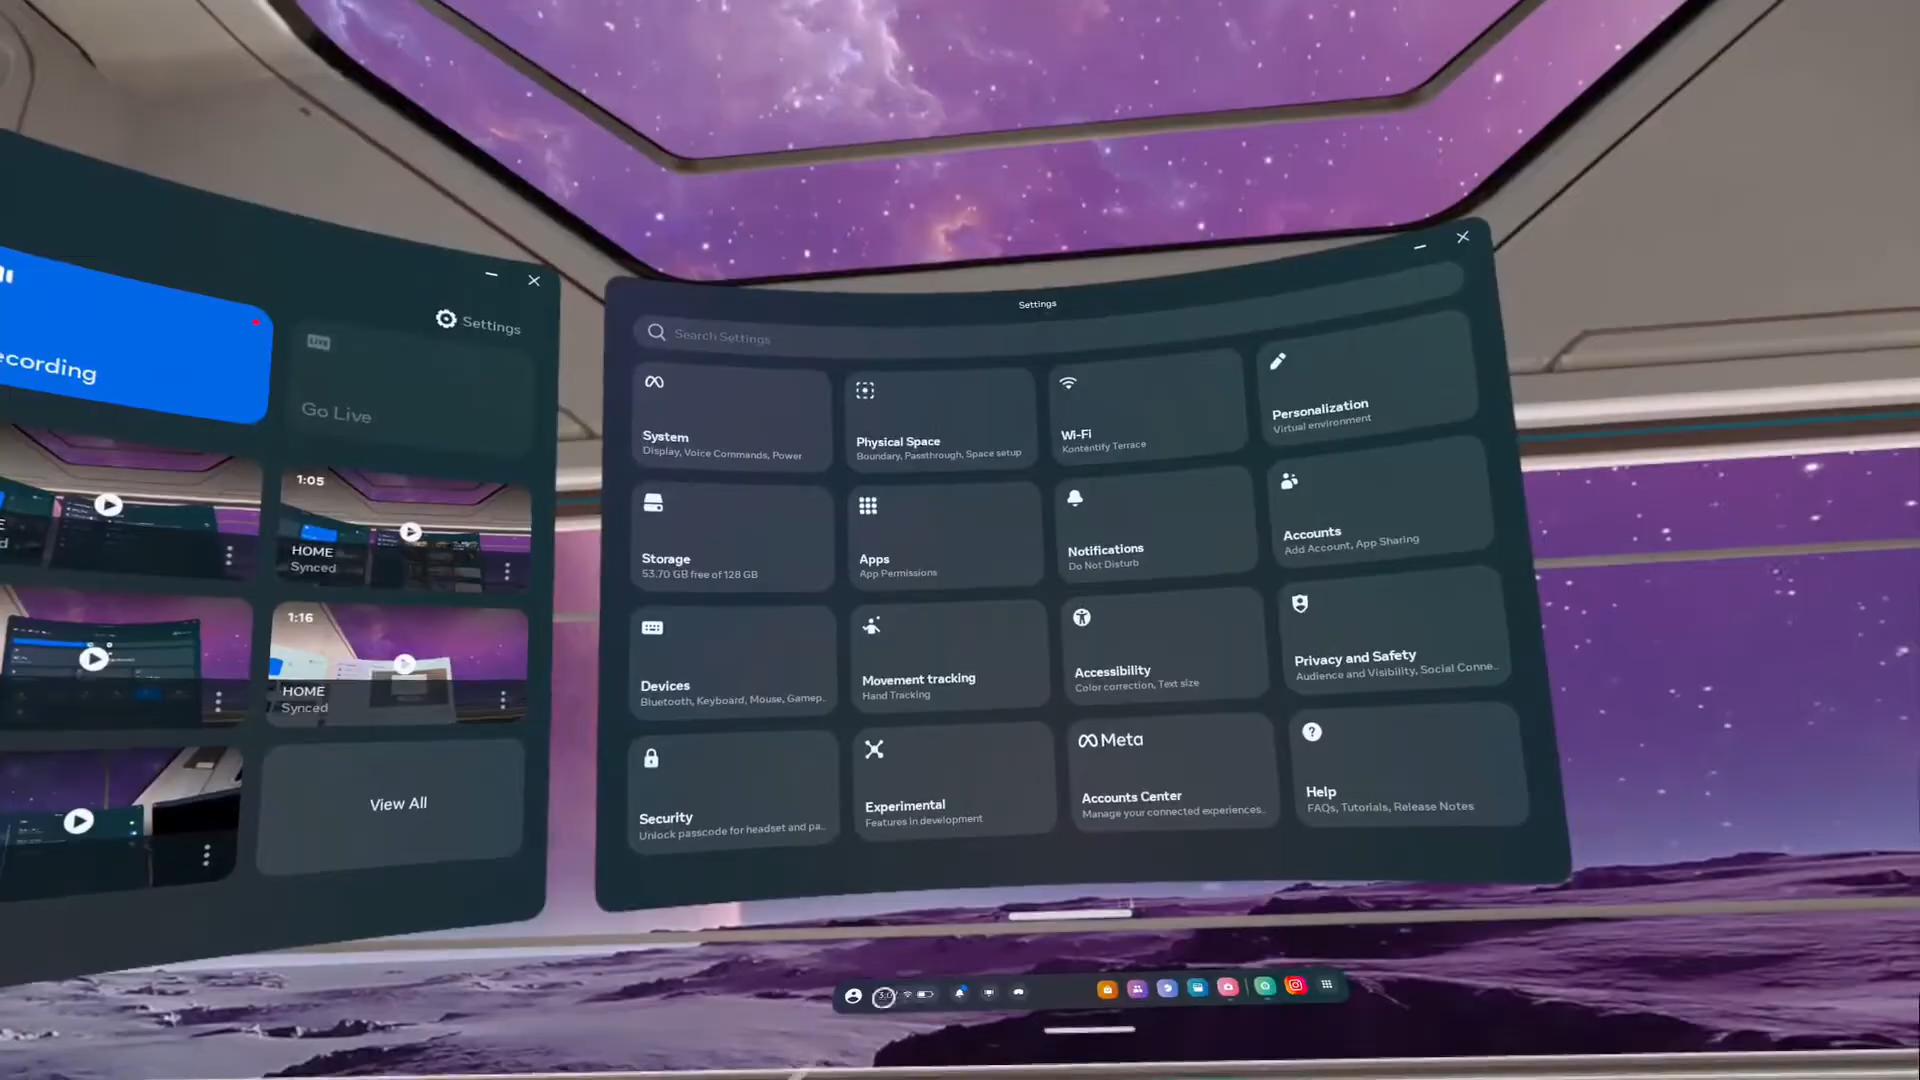 ecording
Settings
LIVE
Go Live
1:05
HOME
Synced
1:16
HOME
Synced
View All
Settings
Search Settings
System
Display, Voice Commands, Power
Physical Space
Boundary, Passthrough, Space setup
Wi-Fi
Kontentify Terrace
Personalization
Virtual environment
Storage
53.70 GB free of 128 GB
Apps
App Permissions
Notifications
Do Not Disturb
Accounts
Add Account, App Sharing
Devices
Bluetooth, Keyboard, Mouse, Gamep..
Movement tracking
Hand Tracking
Accessibility
Color correction, Text size
Privacy and Safety
Audience and Visibility, Social Conne..
Security
Unlock passcode for headset and pa..
Experimental
Features in development
Meta
Accounts Center
Manage your connected experiences..
Help
FAQs, Tutorials, Release Notes